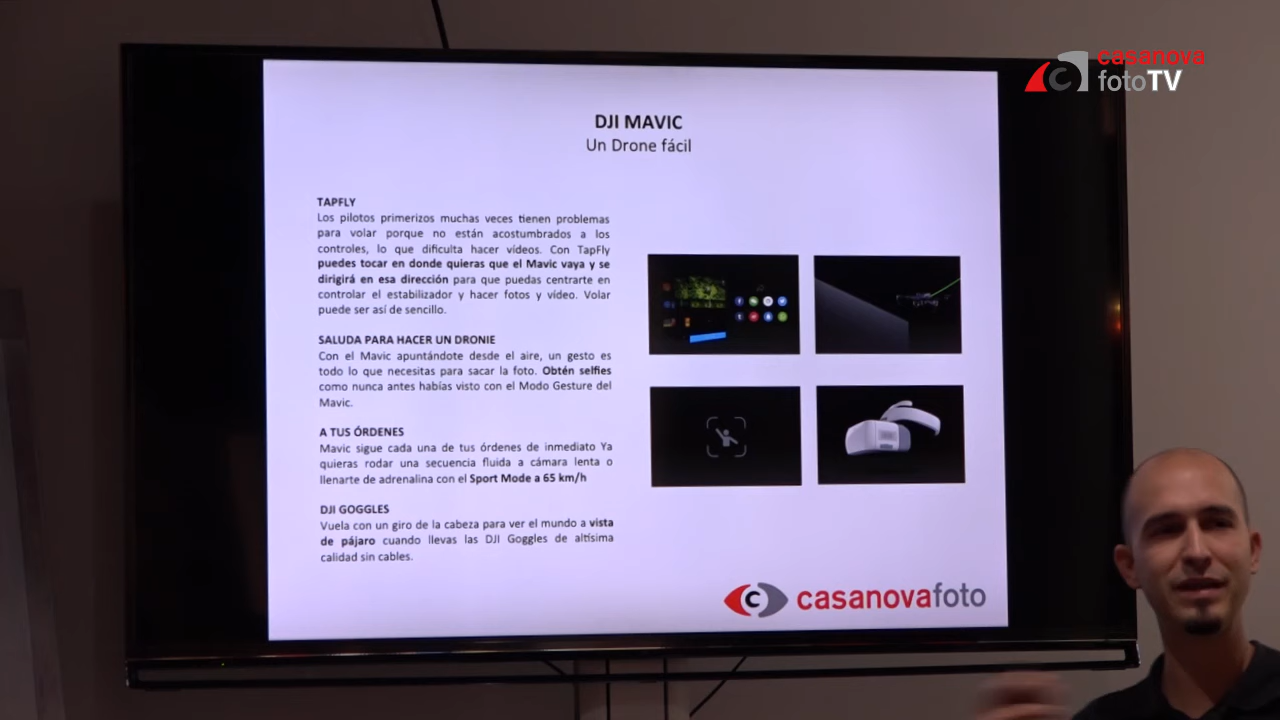 casanova
fotoTV
DJI MAVIC
Un Drone fácil
TAPFLY
Los pilotos primerizos muchas veces tienen problemas
para volar porque no están acostumbrados a los
controles, lo que dificulta hacer vídeos. Con TapFly
puedes tocar en donde quieras que el Mavic vaya y se
dirigirá en esa dirección para que puedas centrarte en
controlar el estabilizador y hacer fotos y vídeo. Volar
puede ser así de sencillo.
SALUDA PARA HACER UN DRONIE
Con el Mavic apuntándote desde el aire, un gesto es
todo lo que necesitas para sacar la foto. Obtén selfies
como nunca antes habías visto con el Modo Gesture del
Mavic.
A TUS ÓRDENES
Mavic sigue cada una de tus órdenes de inmediato Ya
quieras rodar una secuencia fluida a cámara lenta o
llenarte de adrenalina con el Sport Mode a 65 km/h
DJI GOGGLES
Vuela con un giro de la cabeza para ver el mundo a vista
de pájaro cuando llevas las DJI Goggles de altísima
calidad sin cables.
casanovafoto